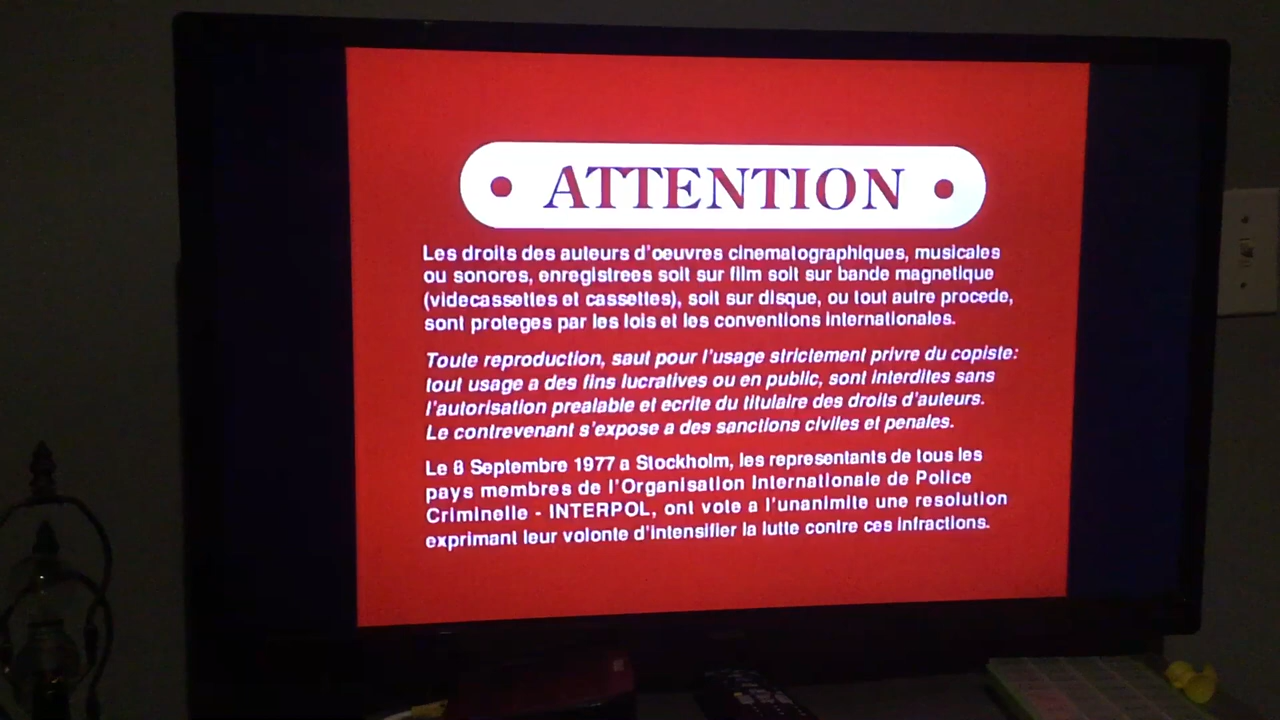 ATTENTION
Les droits des auteurs d'oeuvres cinematographiques, musicales
ou sonores, enregistrees soit sur film soit sur bande magnetique
(videcassettes et cassettes), soit sur disque, ou tout autre procede,
sont proteges par les lois et les conventions internationales.
Toute reproduction, sauf pour l'usage strictement privre du copiste:
tout usage a des fins lucratives ou en public, sont interdites sans
l'autorisation prealable et ecrite du titulaire des droits d'auteurs.
Le contrevenant s'expose a des sanctions civiles et penales.
Le 8 Septembre 1977 a Stockholm, les representants de tous les
pays membres de l'Organisation Internationale de Police
Criminelle - INTERPOL, ont vote a l'unanimite une resolution
exprimant leur volonte d'intensifier la lutte contre ces infractions.